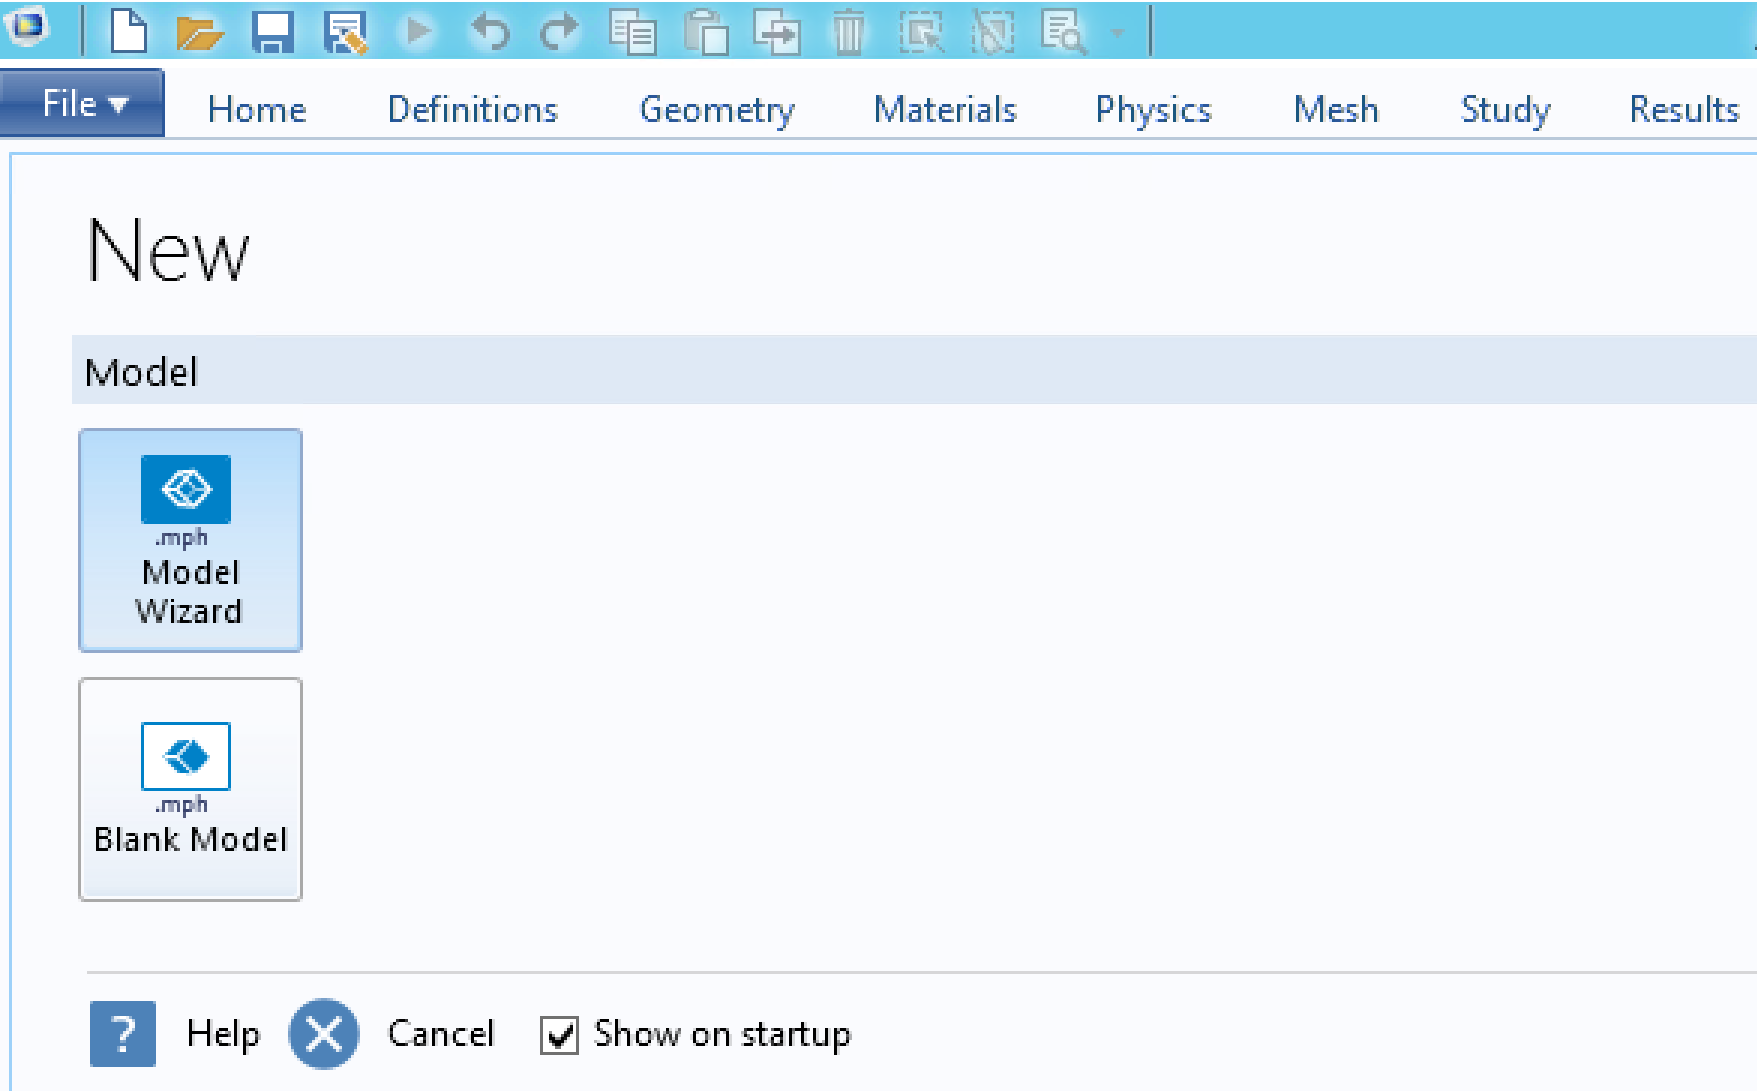 File Home Definitions Geometry Materials Physics Mesh Study Results
New
Model
.mph
Model
Wizard
.mph
Blank Model
? Help Cancel Show on startup